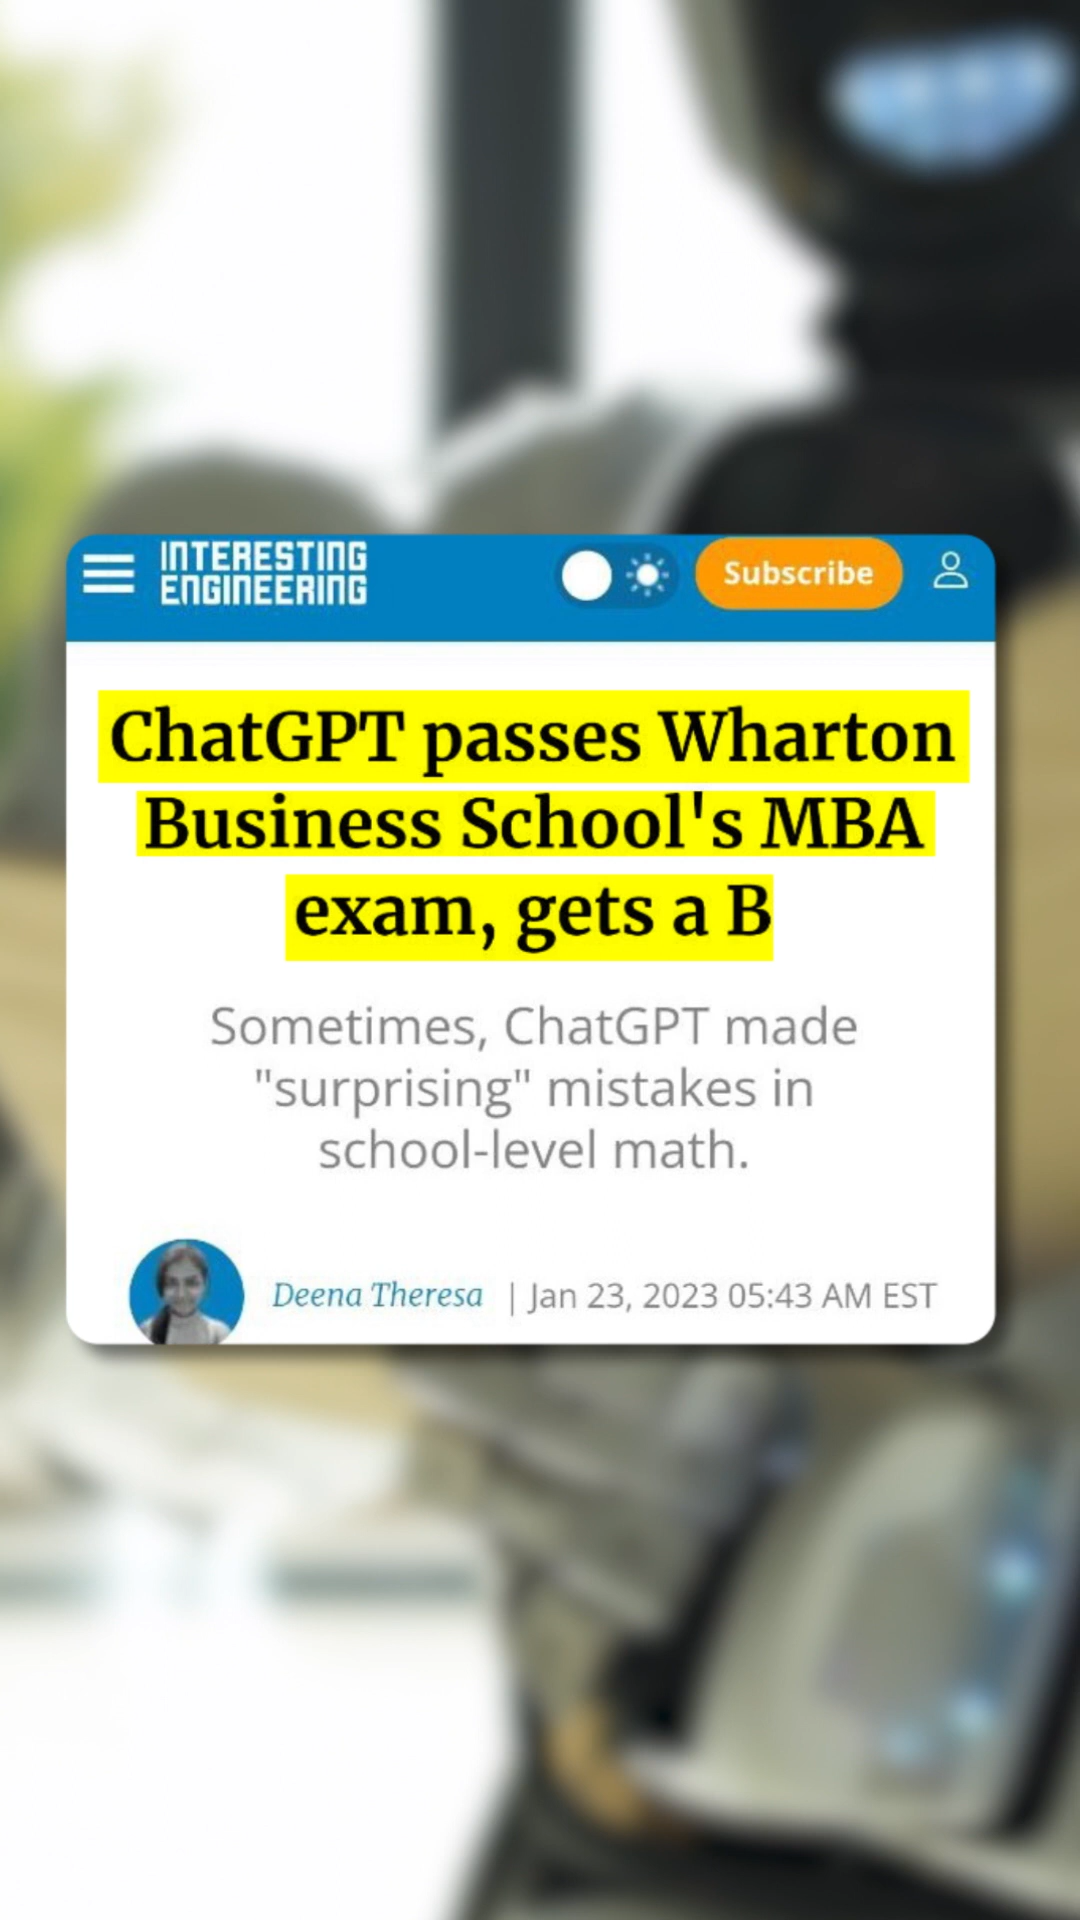 INTERESTING
ENGINEERING
Subscribe
ChatGPT passes Wharton
Business School's MBA
exam, gets a B
Sometimes, ChatGPT made
"surprising" mistakes in
school-level math.
Deena Theresa | Jan 23, 2023 05:43 AM EST